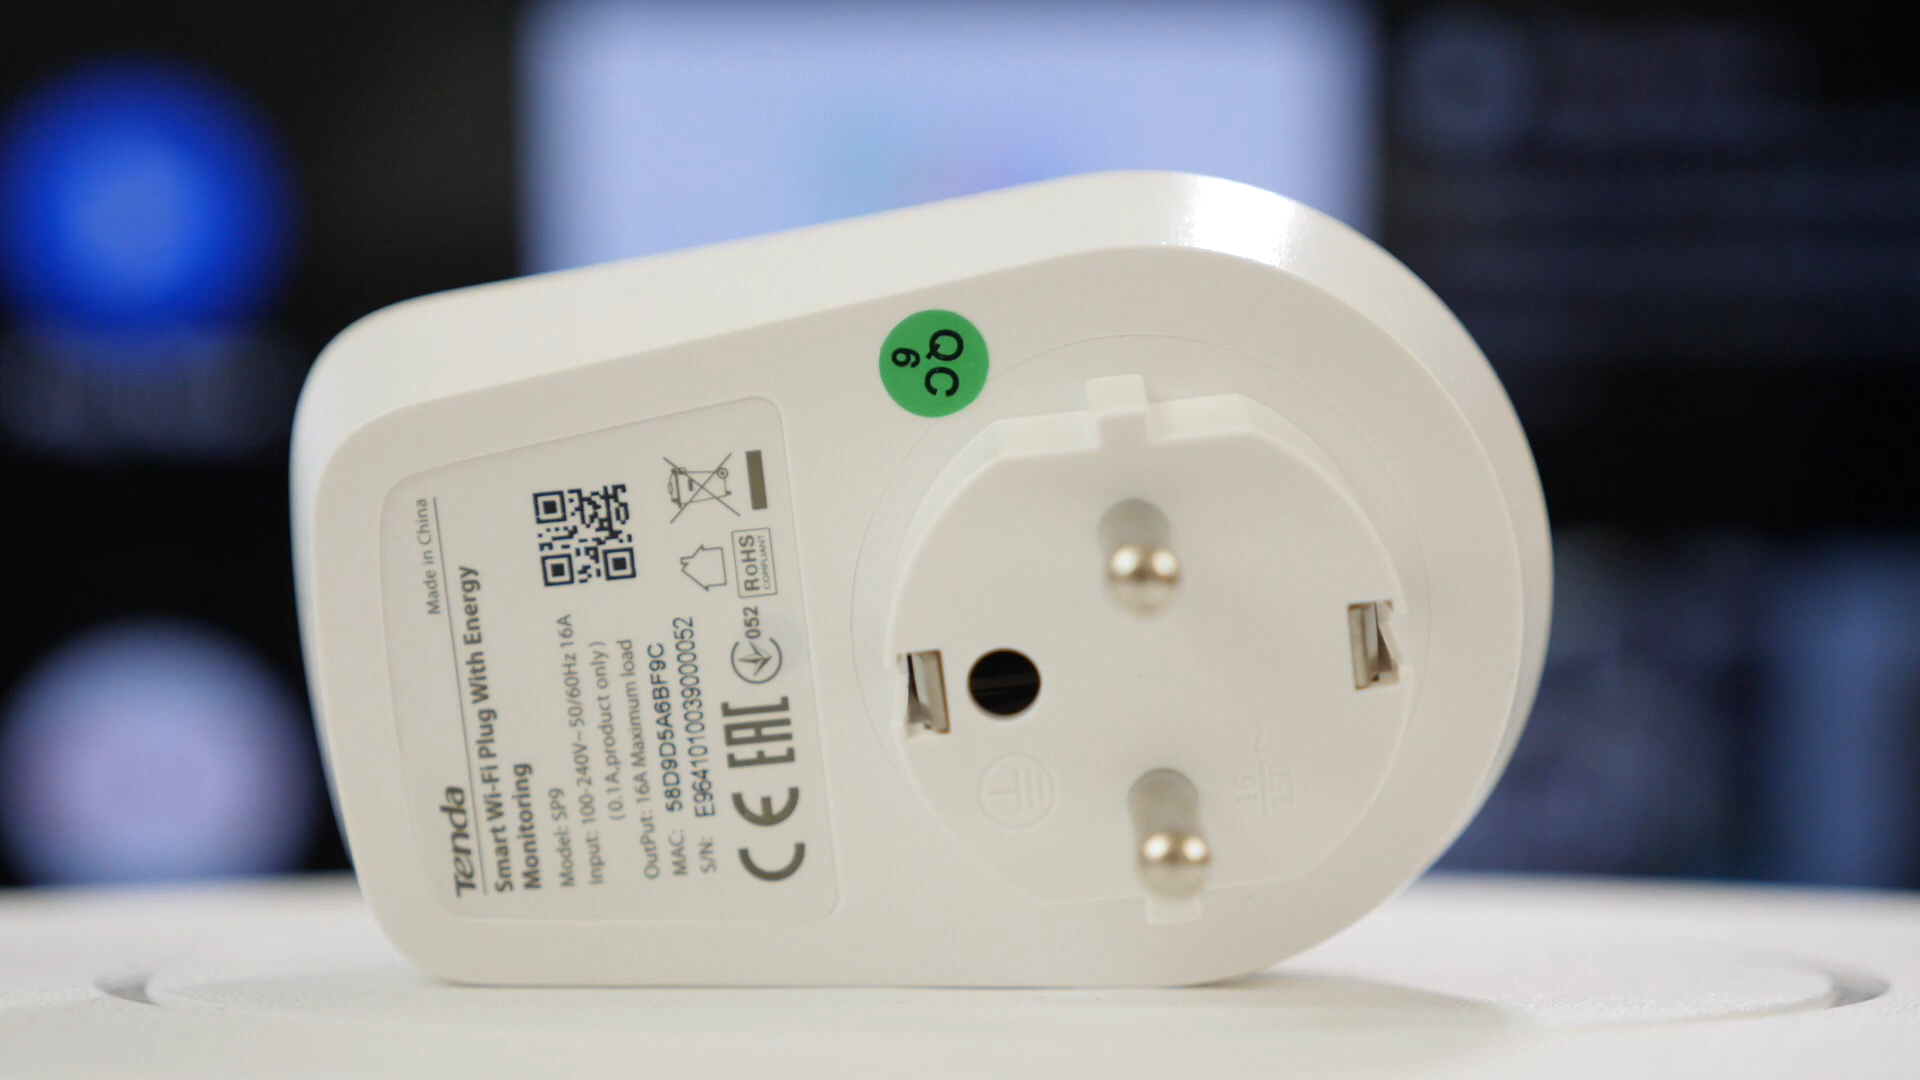 Tenda
Made in China
Smart Wi-Fi Plug With Energy
Monitoring
Model: SP9
Input: 100-240V~50/60Hz 16A
(0.1A,product only)
OutPut: 16A Maximum load
MAC: 58D9D5A6BF9C
S/N: E9641010039000052
CE EAC 052
RoHS
COMPLIANT
QC
6
16
250 ~